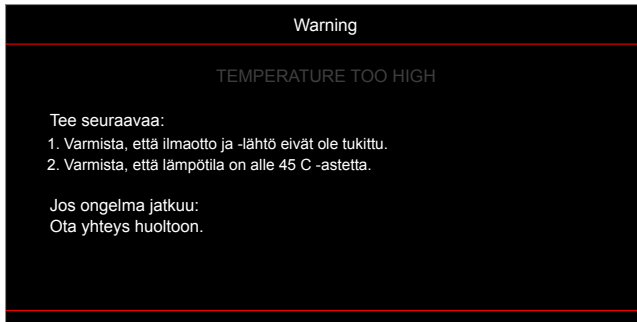 Warning
TEMPERATURE TOO HIGH
Tee seuraavaa:
1. Varmista, että ilmaotto ja -lähtö eivät ole tukittu.
2. Varmista, että lämpötila on alle 45 C -astetta.
Jos ongelma jatkuu:
Ota yhteys huoltoon.